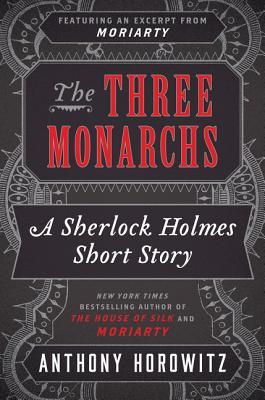 FEATURING AN EXCERPT FROM
MORIARTY
The THREE
MONARCHS
A Sherlock Holmes
Short Story
NEW YORK TIMES
BESTSELLING AUTHOR OF
THE HOUSE OF SILK AND
MORIARTY
ANTHONY HOROWITZ